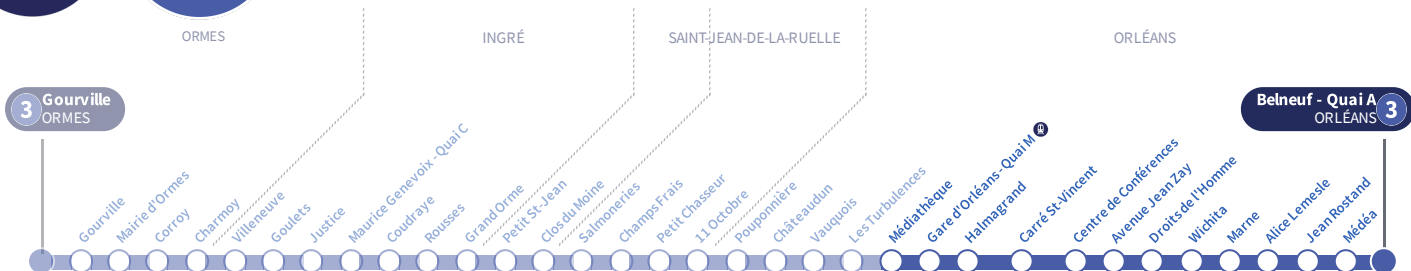 ORMES
INGRÉ
SAINT-JEAN-DE-LA-RUELLE
ORLÉANS
3 Gourville
ORMES
Belneuf - Quai A 3
ORLÉANS
Gourville
Mairie d'Ormes
Corroy
Charmoy
Villeneuve
Goulets
Justice
Maurice Genevoix - Quai C
Coudraye
Rousses
Grand Orme
Petit St-Jean
Clos du Moine
Salmoneries
Champs Frais
Petit Chasseur
11 Octobre
Pouponnière
Châteaudun
Vauquois
Les Turbulences
Médiathèque
Gare d'Orléans - Quai M
Halmagrand
Carré St-Vincent
Centre de Conférences
Avenue Jean Zay
Droits de l'Homme
Wichita
Marne
Alice Lemesle
Jean Rostand
Médéa